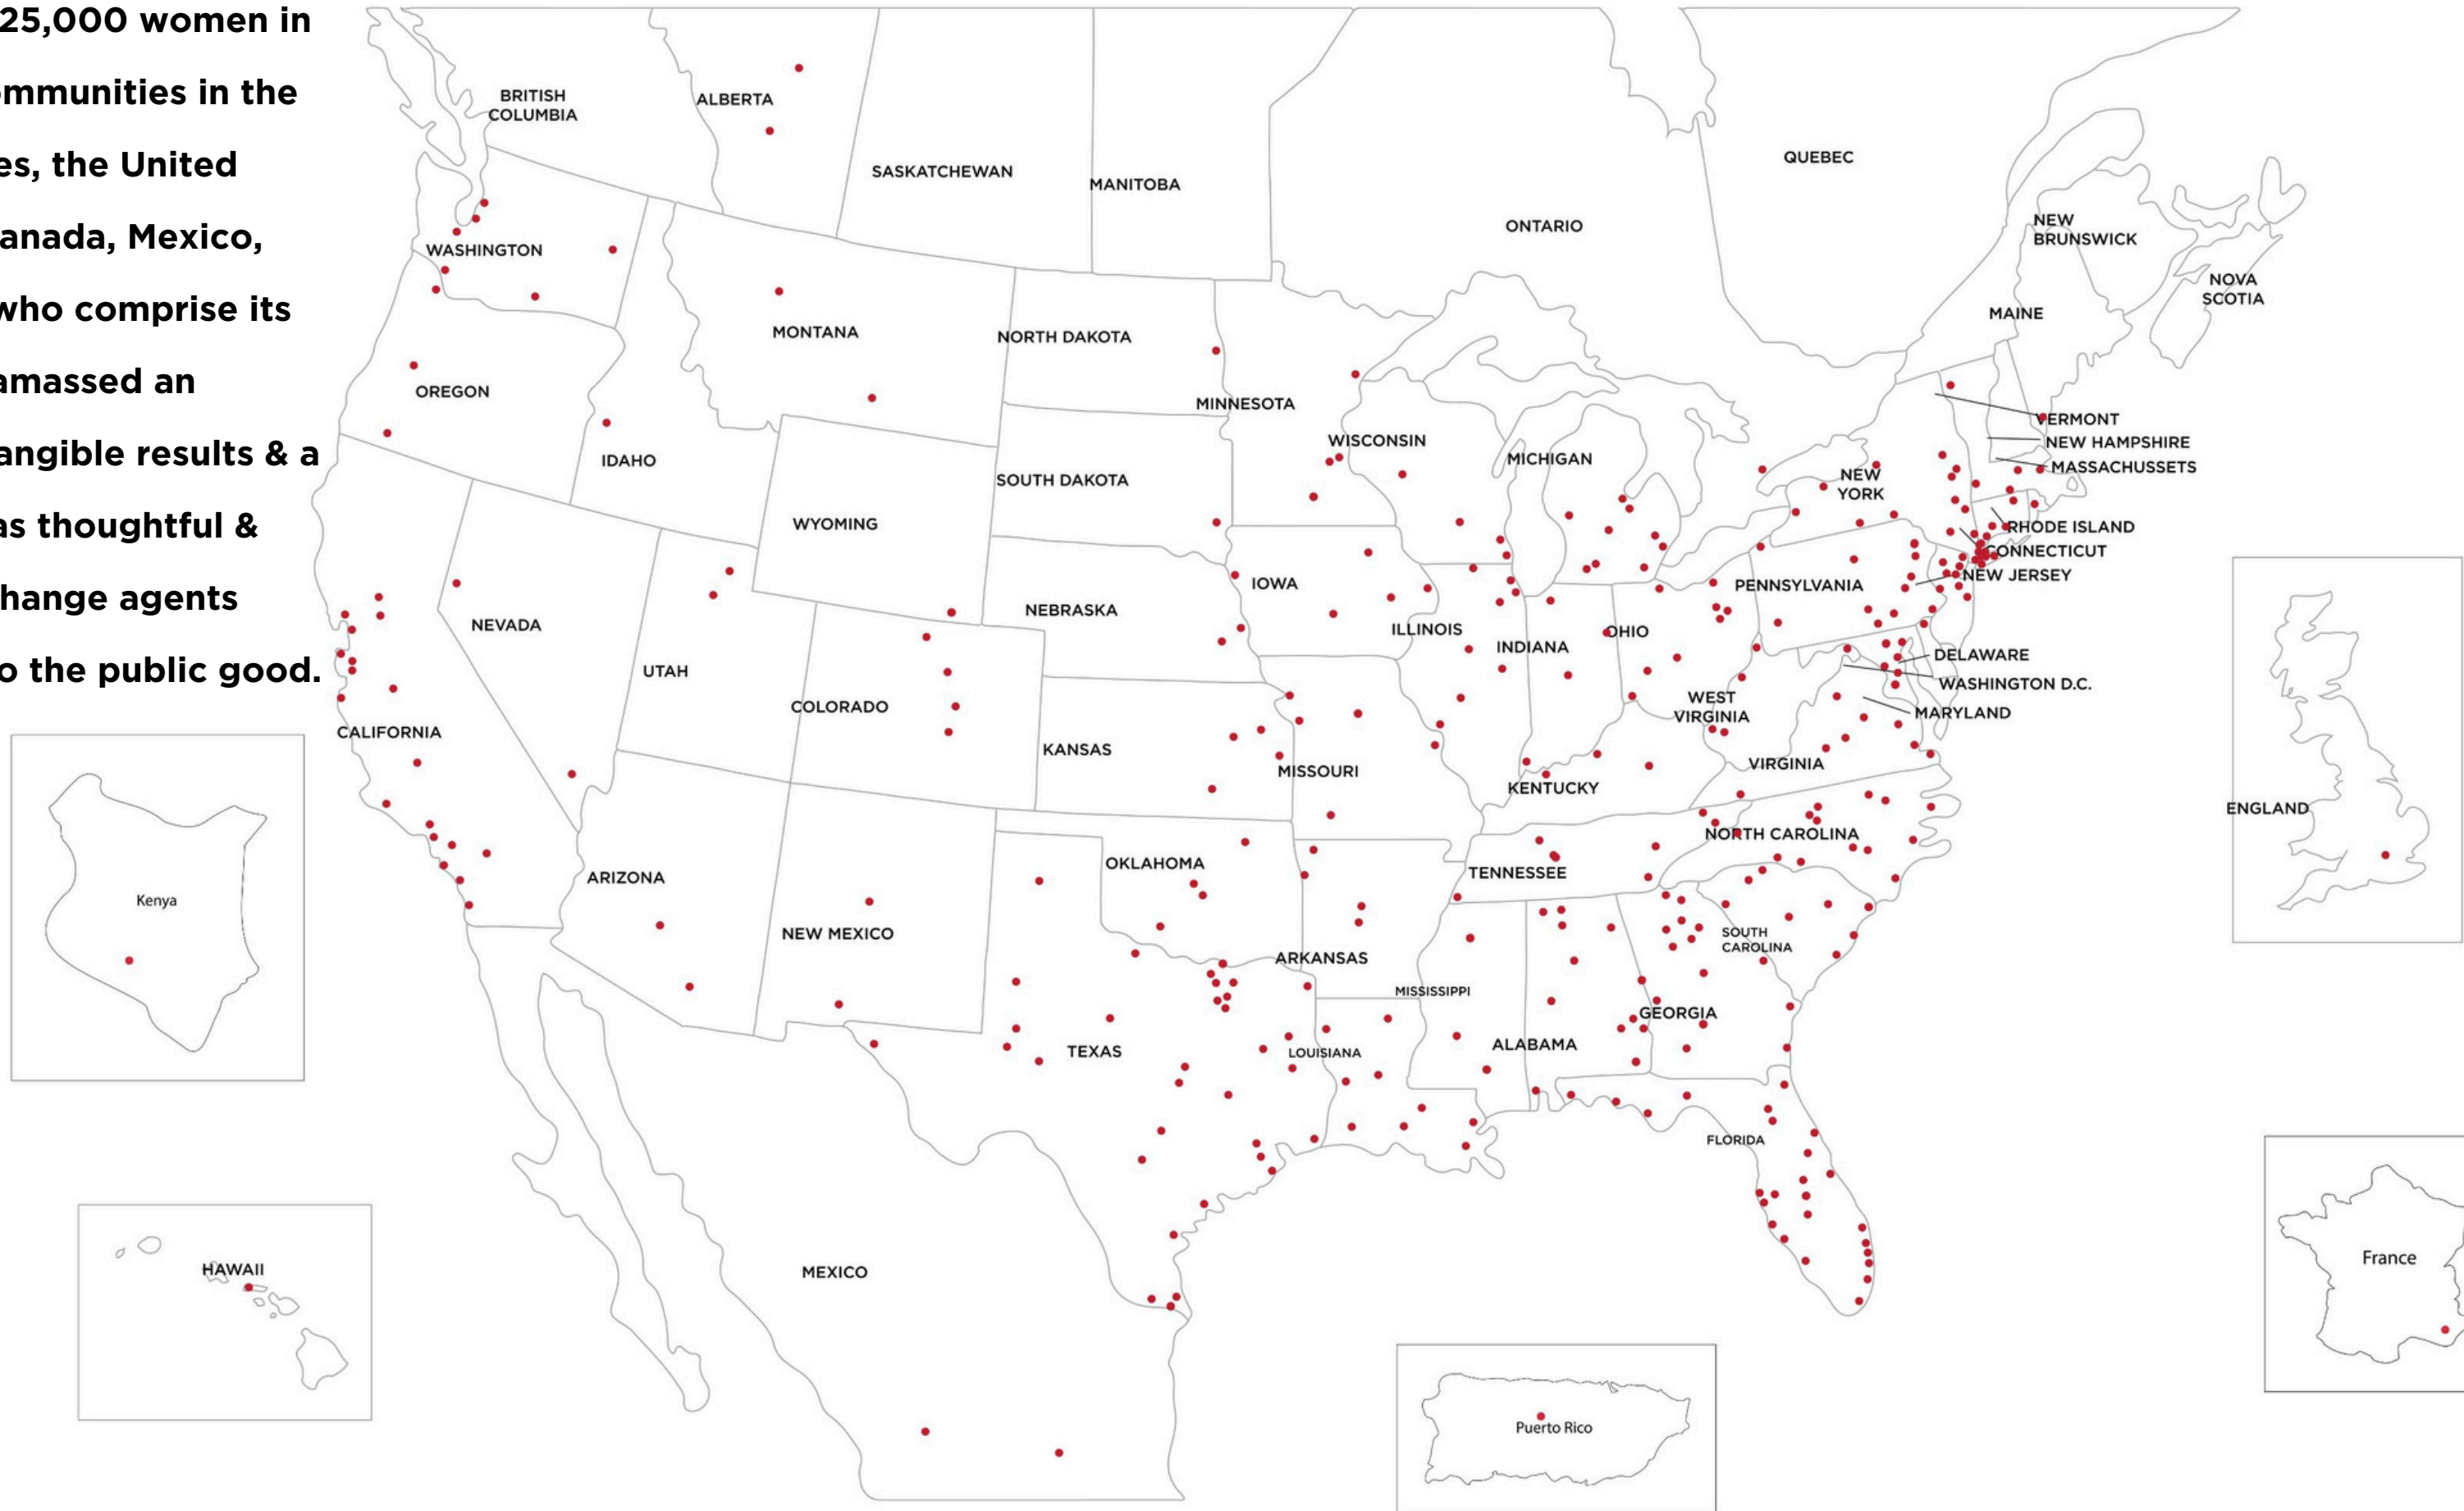 25,000 women in
ommunities in the
es, the United
anada, Mexico,
who comprise its
amassed an
angible results & a
as thoughtful &
hange agents
o the public good.
BRITISH
COLUMBIA
ALBERTA
SASKATCHEWAN
MANITOBA
ONTARIO
QUEBEC
NEW
BRUNSWICK
NOVA
SCOTIA
MAINE
WASHINGTON
MONTANA
NORTH DAKOTA
MINNESOTA
OREGON
IDAHO
WYOMING
SOUTH DAKOTA
WISCONSIN
MICHIGAN
NEW
YORK
VERMONT
NEW HAMPSHIRE
MASSACHUSSETS
RHODE ISLAND
CONNECTICUT
NEW JERSEY
PENNSYLVANIA
NEVADA
UTAH
COLORADO
NEBRASKA
IOWA
ILLINOIS
INDIANA
OHIO
DELAWARE
WASHINGTON D.C.
MARYLAND
WEST
VIRGINIA
VIRGINIA
CALIFORNIA
KANSAS
MISSOURI
KENTUCKY
ENGLAND
ARIZONA
NEW MEXICO
OKLAHOMA
ARKANSAS
TENNESSEE
NORTH CAROLINA
SOUTH
CAROLINA
Kenya
TEXAS
LOUISIANA
MISSISSIPPI
ALABAMA
GEORGIA
FLORIDA
HAWAII
MEXICO
Puerto Rico
France